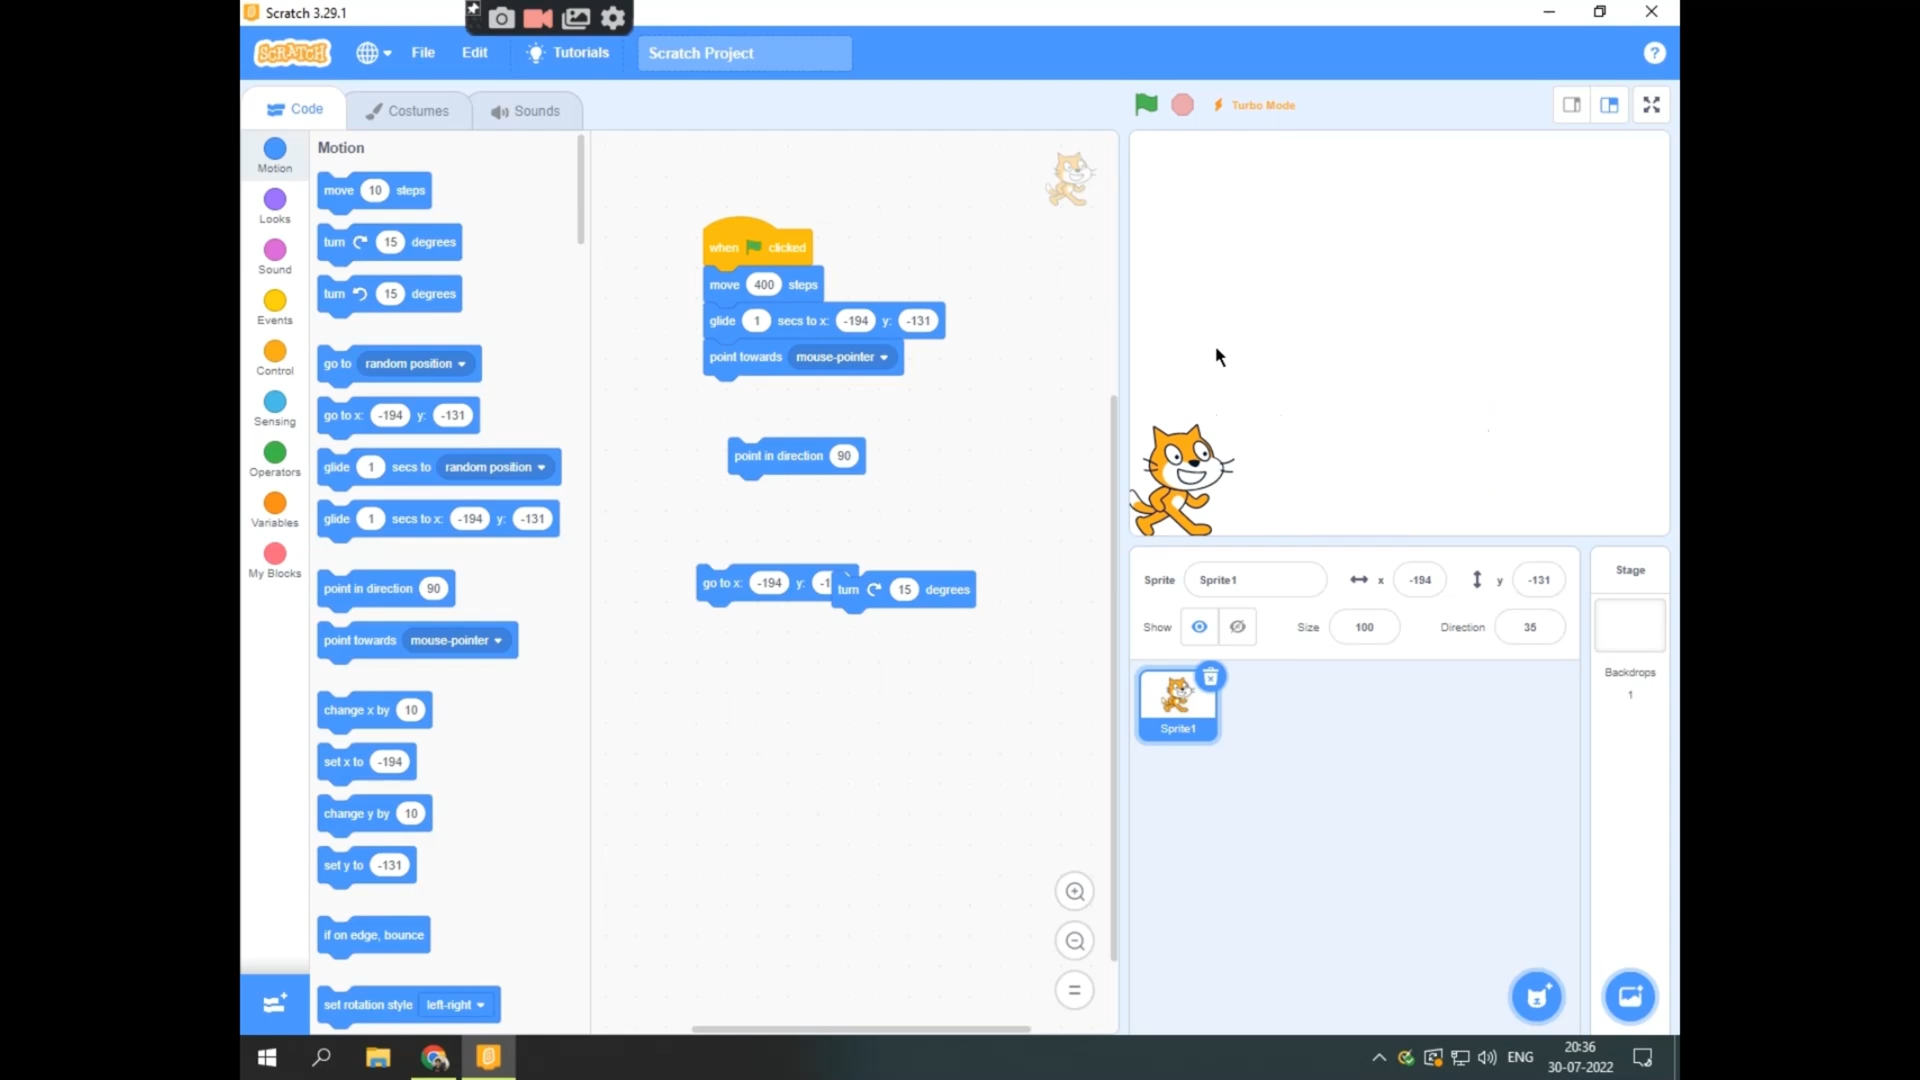 Scratch 3.29.1
SCRATCH
File
Edit
Tutorials
Scratch Project
?
Code
Costumes
Sounds
Turbo Mode
Motion
Looks
Sound
Events
Control
Sensing
Operators
Variables
My Blocks
Motion
move 10 steps
turn 15 degrees
turn 15 degrees
go to random position
go to x: -194 y: -131
glide 1 secs to random position
glide 1 secs to x: -194 y: -131
point in direction 90
point towards mouse-pointer
change x by 10
set x to -194
change y by 10
set y to -131
if on edge, bounce
set rotation style left-right
when clicked
move 400 steps
glide 1 secs to x: -194 y: -131
point towards mouse-pointer
point in direction 90
go to x: -194 y: -1
turn 15 degrees
Sprite Sprite1 x -194 y -131
Show Size 100 Direction 35
Sprite1
Stage
Backdrops
1
ENG
20:36
30-07-2022